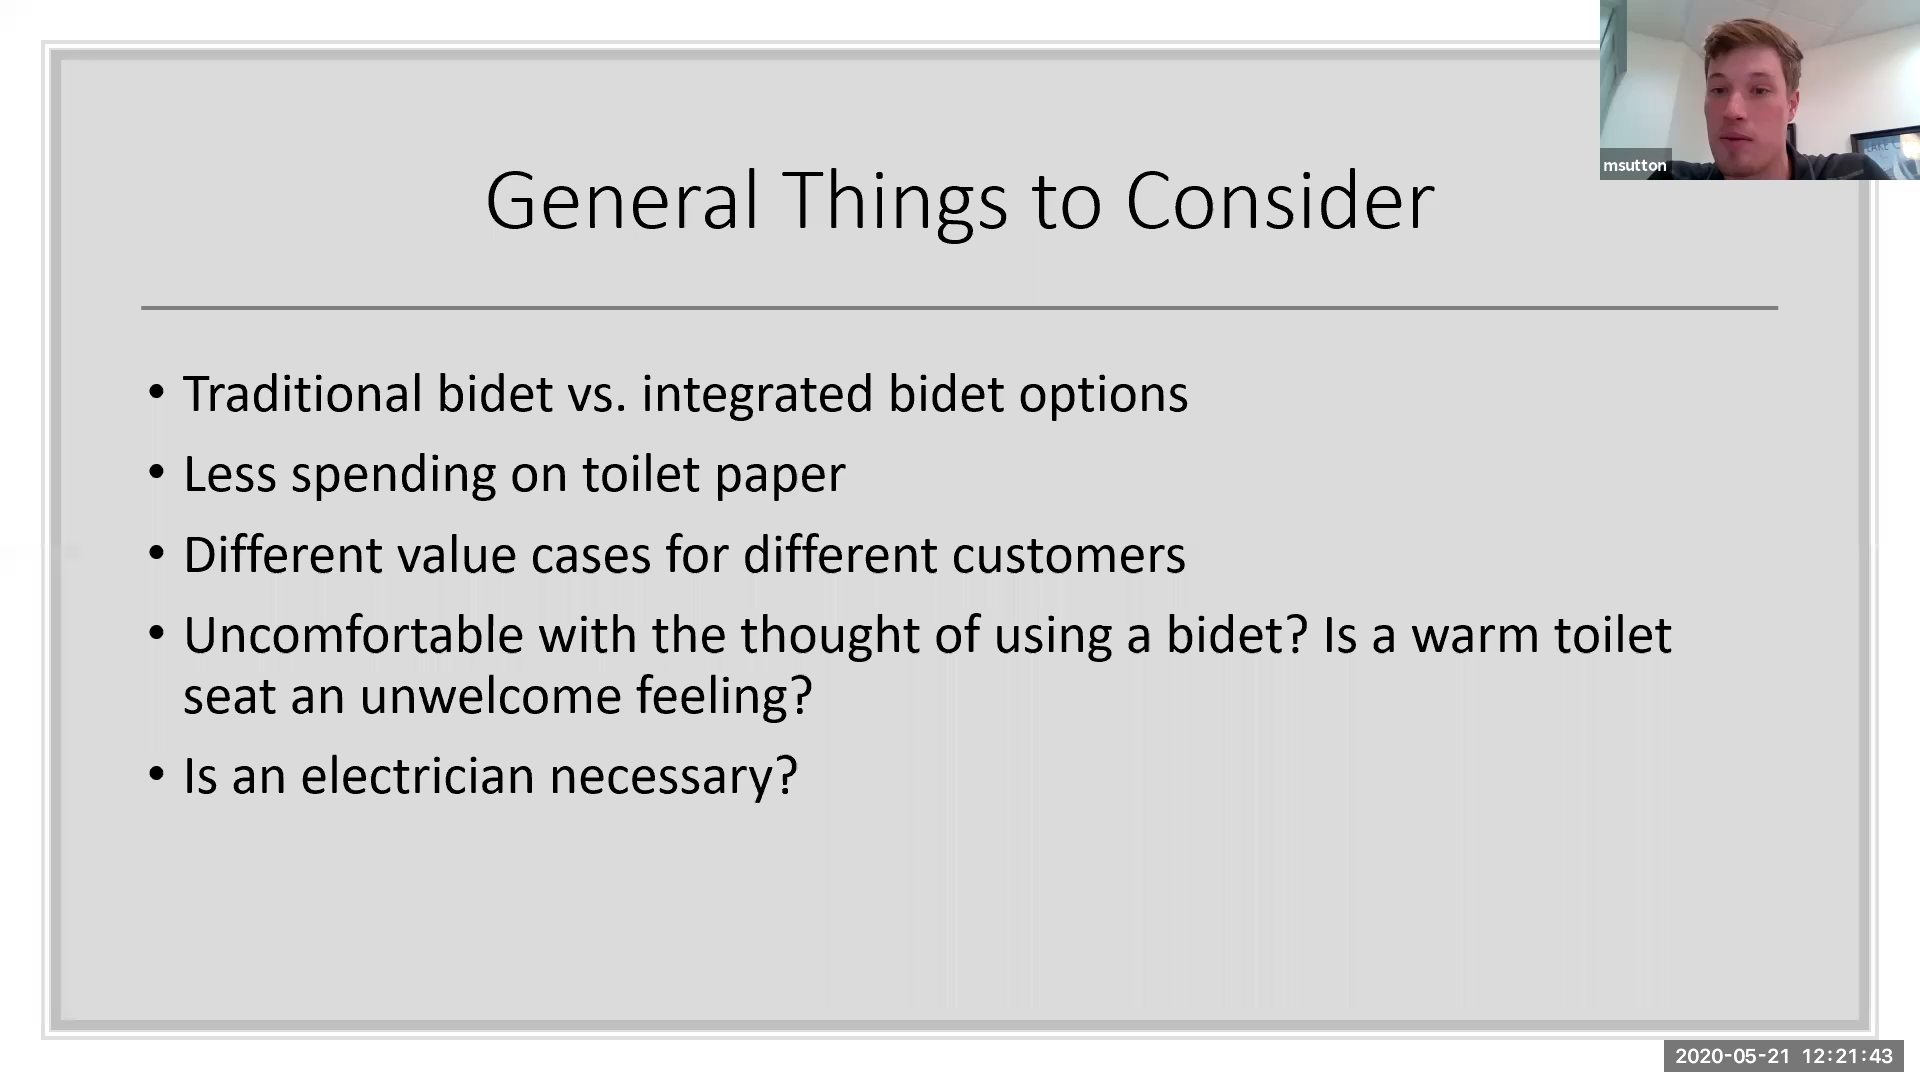 General Things to Consider
• Traditional bidet vs. integrated bidet options
• Less spending on toilet paper
• Different value cases for different customers
• Uncomfortable with the thought of using a bidet? Is a warm toilet
seat an unwelcome feeling?
• Is an electrician necessary?
msutton
2020-05-21 12:21:43